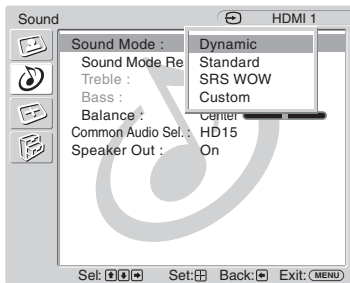 Sound HDMI 1
Sound Mode : Dynamic
Sound Mode Re Standard
Treble : SRS WOW
Bass : Custom
Balance : Center
Common Audio Sel. : HD15
Speaker Out : On
Sel: Set: Back: Exit: MENU